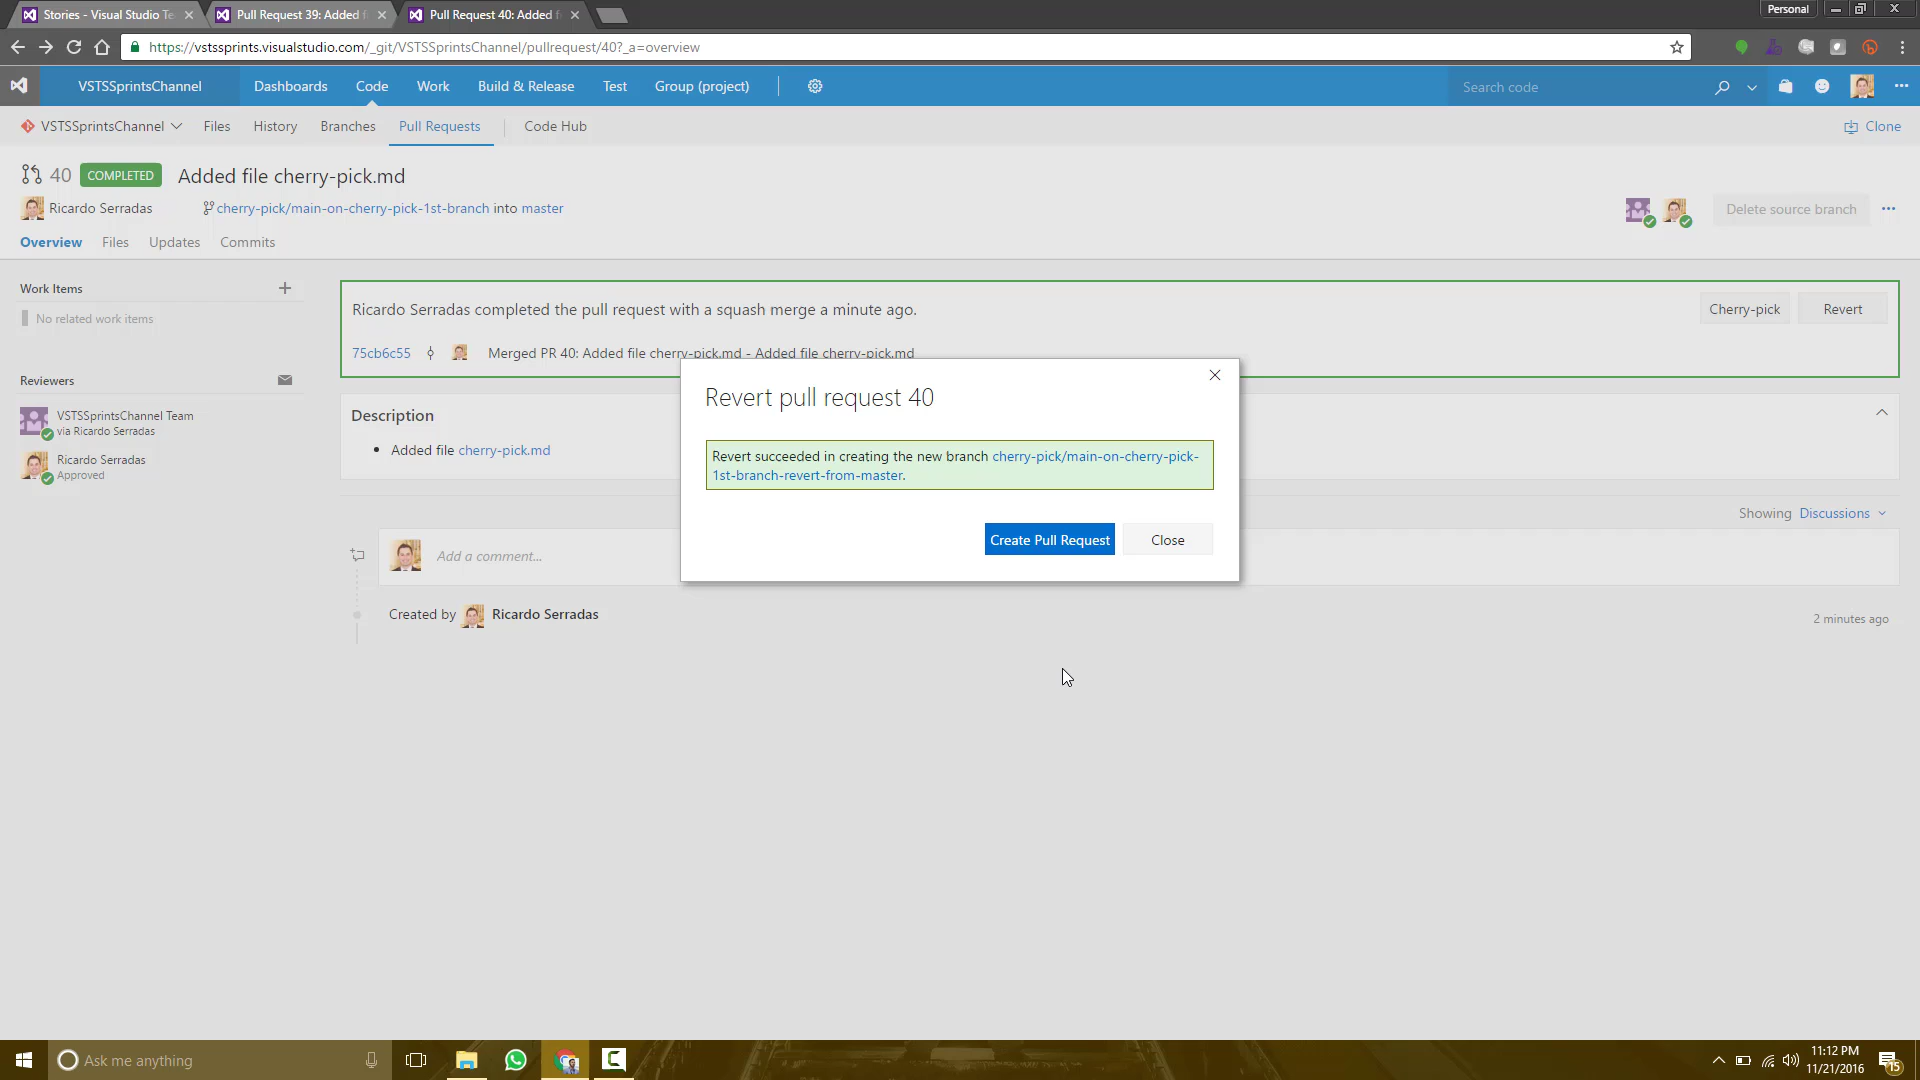 Stories - Visual Studio Te
Pull Request 39: Added f
Pull Request 40: Added f
Personal
https://vstssprints.visualstudio.com/_git/VSTSSprintsChannel/pullrequest/40?_a=overview
VSTSSprintsChannel
Dashboards
Code
Work
Build & Release
Test
Group (project)
Search code
VSTSSprintsChannel
Files
History
Branches
Pull Requests
Code Hub
Clone
40 COMPLETED Added file cherry-pick.md
Ricardo Serradas
cherry-pick/main-on-cherry-pick-1st-branch into master
Delete source branch
Overview
Files
Updates
Commits
Work Items
No related work items
Ricardo Serradas completed the pull request with a squash merge a minute ago.
Cherry-pick
Revert
75cb6c55
Merged PR 40: Added file cherry-pick.md - Added file cherry-pick.md
Reviewers
VSTSSprintsChannel Team
via Ricardo Serradas
Ricardo Serradas
Approved
Description
Added file cherry-pick.md
Revert pull request 40
Revert succeeded in creating the new branch cherry-pick/main-on-cherry-pick-
1st-branch-revert-from-master.
Create Pull Request
Close
Showing Discussions
Add a comment...
Created by Ricardo Serradas
2 minutes ago
Ask me anything
11:12 PM
11/21/2016
15